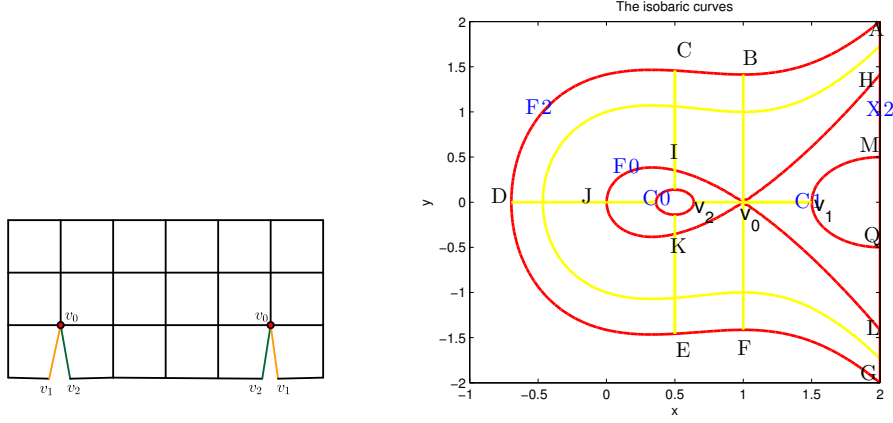 The isobaric curves
2
1.5
1
0.5
0
−0.5
−1
−1.5
−2
y
−1 −0.5 0 0.5 1 1.5 2
x
A
C B
H
F2 X2
M
I
F0
D J C0 v2 v0 C1 v1
K Q
L
E F
G
v0 v0
v1 v2 v2 v1